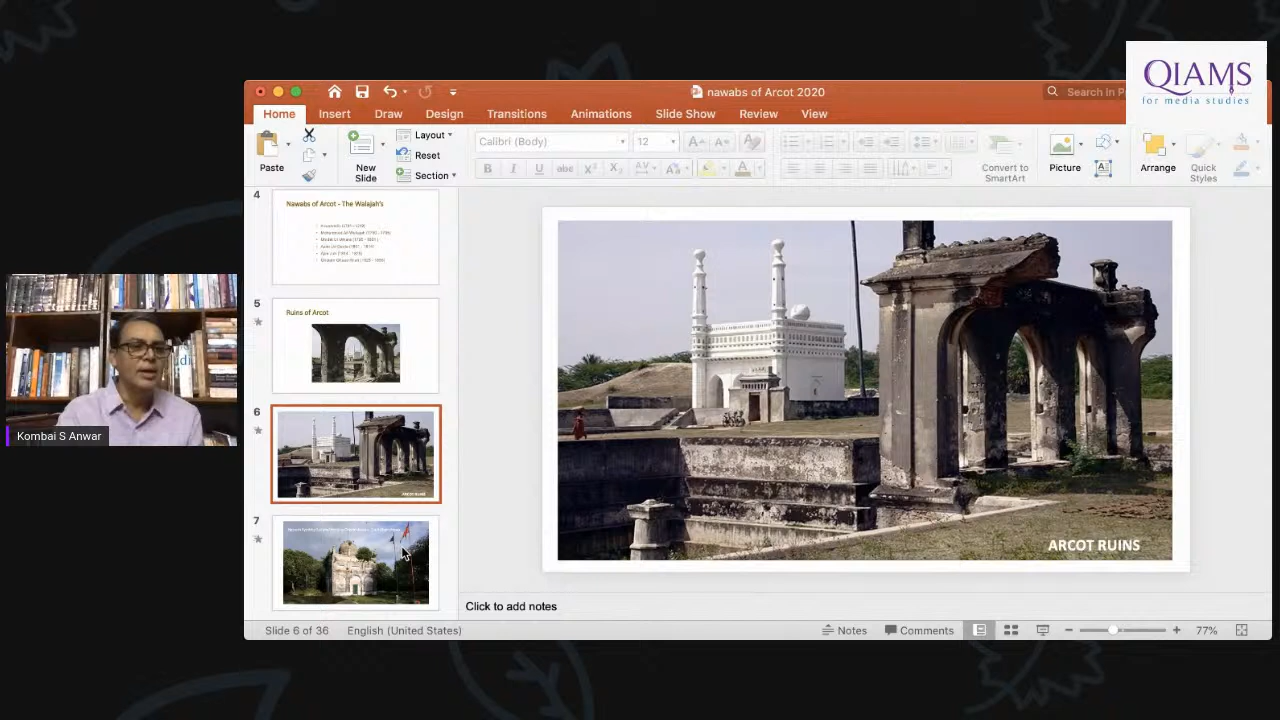 QIAMS
for media studies
nawabs of Arcot 2020
Home Insert Draw Design Transitions Animations Slide Show Review View
Paste
New
Slide
Layout
Reset
Section
Calibri (Body)
12
Convert to
SmartArt
Picture
Arrange
Quick
Styles
4
Nawabs of Arcot - The Walajah's
5
Ruins of Arcot
6
ARCOT RUINS
7
ARCOT RUINS
Kombai S Anwar
Click to add notes
Slide 6 of 36 English (United States) Notes Comments 77%